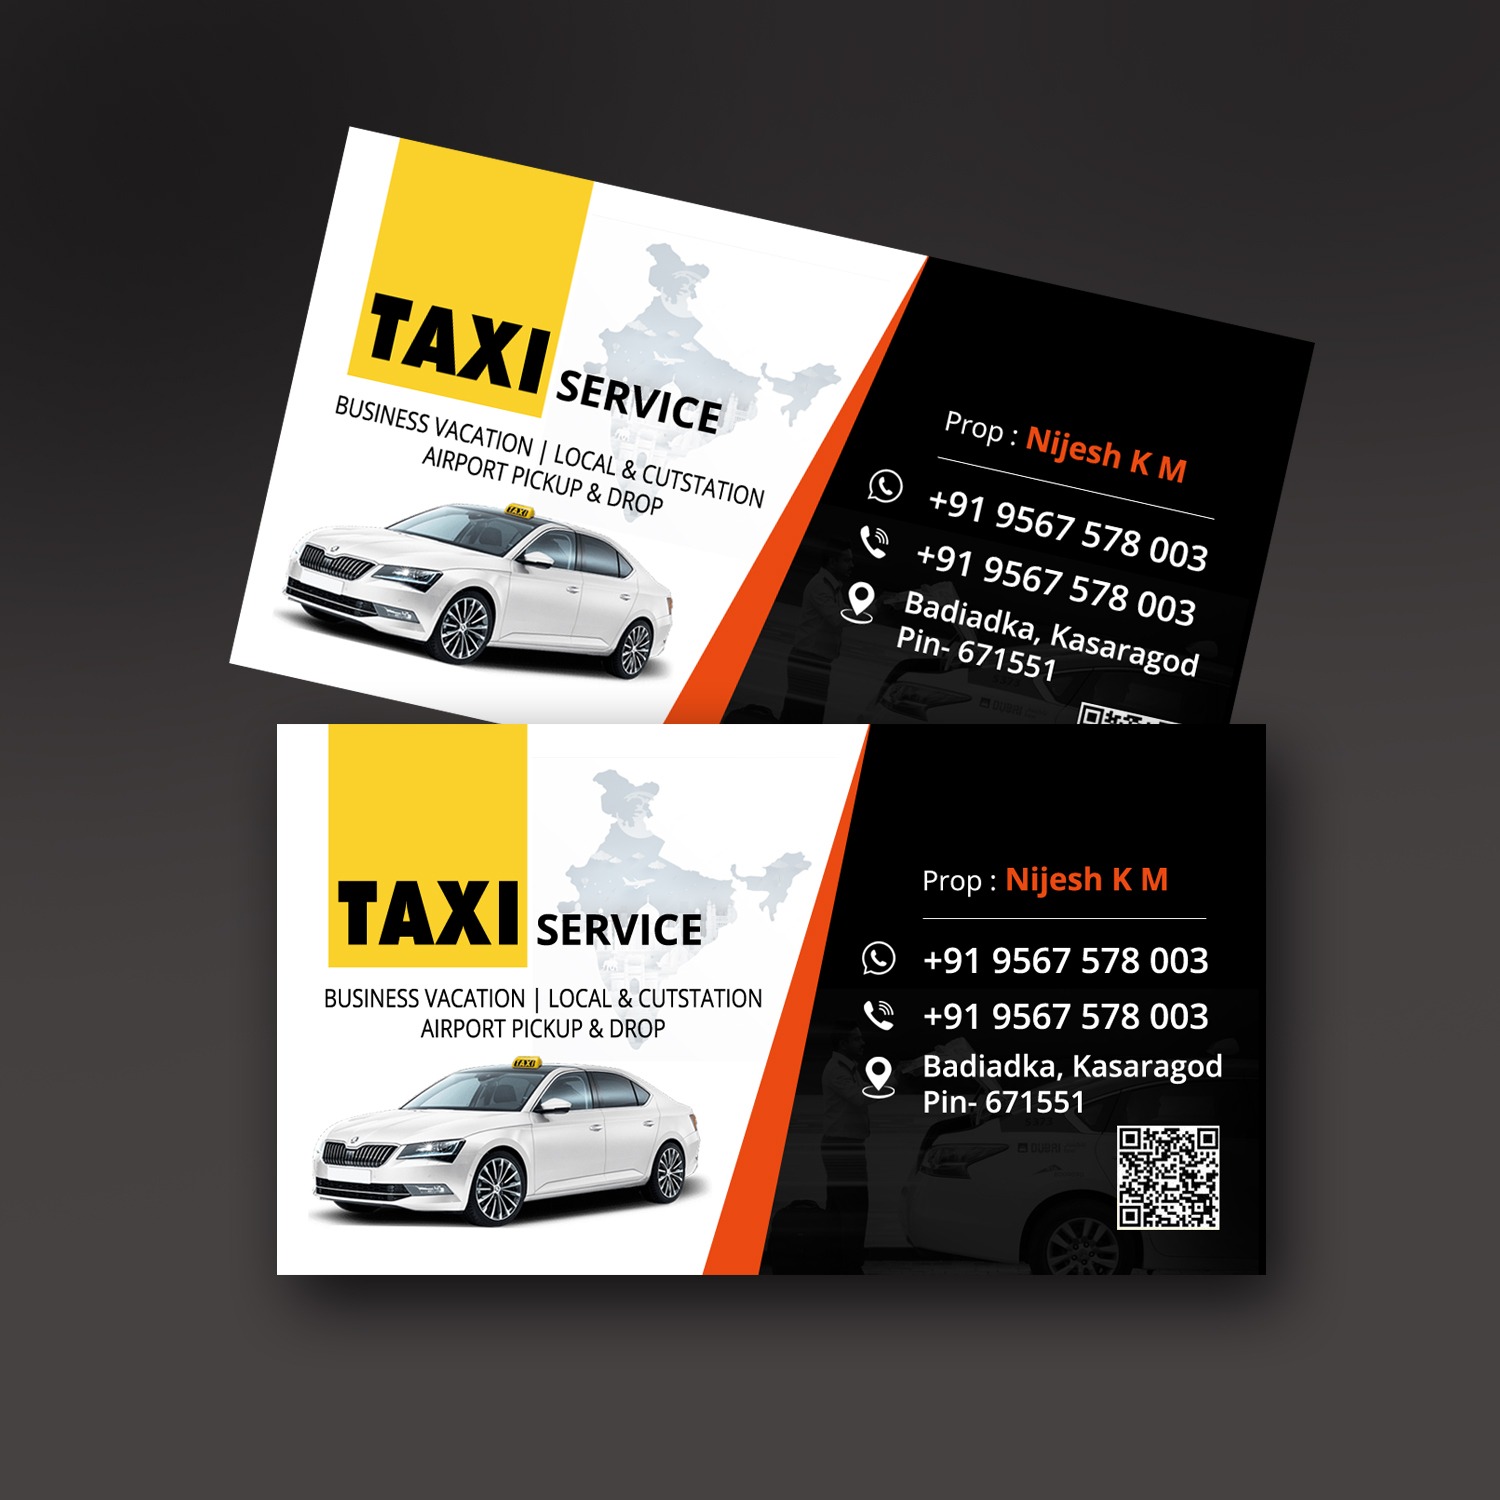 TAXI SERVICE
BUSINESS VACATION | LOCAL & CUTSTATION
AIRPORT PICKUP & DROP
TAXI
Prop : Nijesh K M
+91 9567 578 003
+91 9567 578 003
Badiadka, Kasaragod
Pin- 671551
TAXI SERVICE
BUSINESS VACATION | LOCAL & CUTSTATION
AIRPORT PICKUP & DROP
TAXI
Prop : Nijesh K M
+91 9567 578 003
+91 9567 578 003
Badiadka, Kasaragod
Pin- 671551